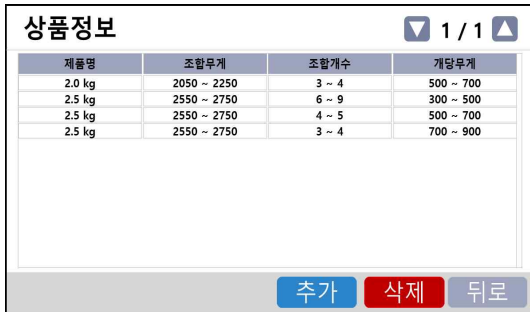 상품정보 1 / 1
제품명 조합무게 조합개수 개당무게
2.0 kg 2050 ~ 2250 3 ~ 4 500 ~ 700
2.5 kg 2550 ~ 2750 6 ~ 9 300 ~ 500
2.5 kg 2550 ~ 2750 4 ~ 5 500 ~ 700
2.5 kg 2550 ~ 2750 3 ~ 4 700 ~ 900
추가 삭제 뒤로